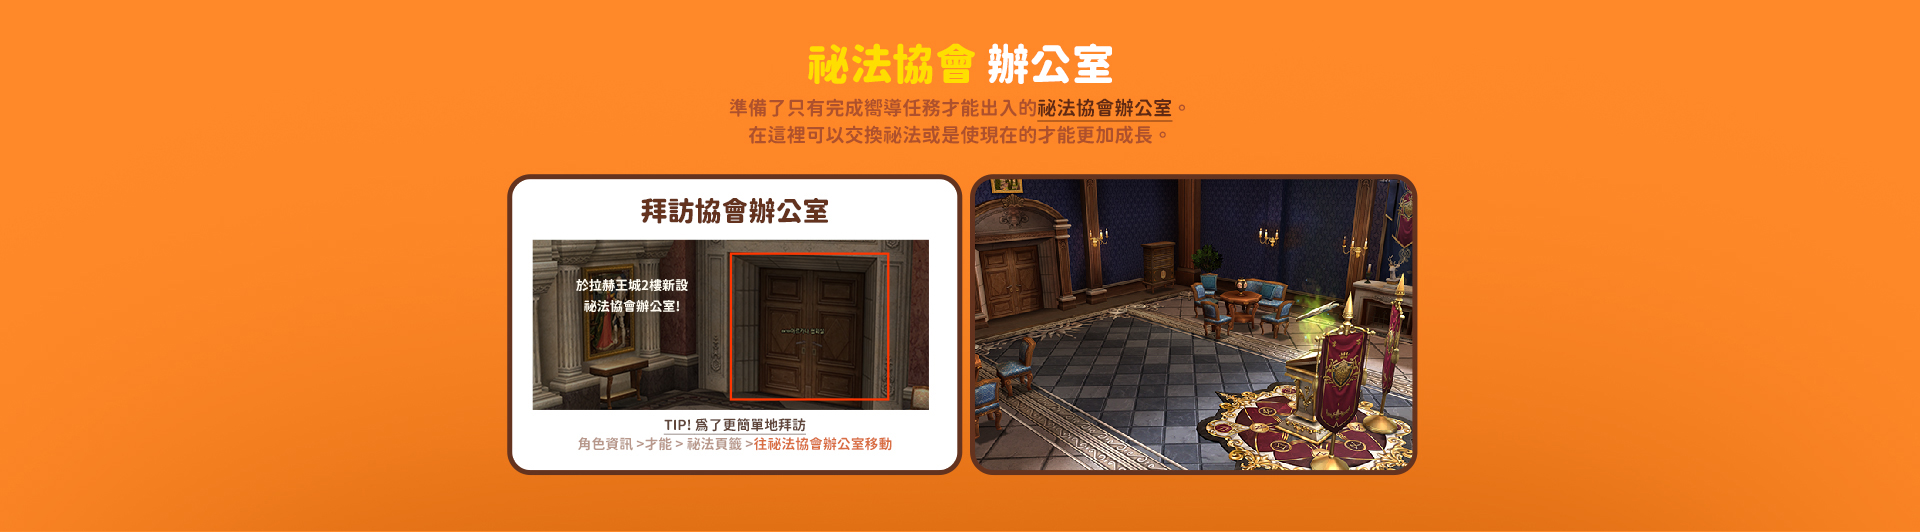 祕法協會 辦公室
準備了只有完成嚮導任務才能出入的祕法協會辦公室。
在這裡可以交換祕法或是使現在的才能更加成長。
拜訪協會辦公室
於拉赫王城2樓新設
祕法協會辦公室!
TIP! 爲了更簡單地拜訪
角色資訊 >才能 > 祕法頁籤 >往祕法協會辦公室移動